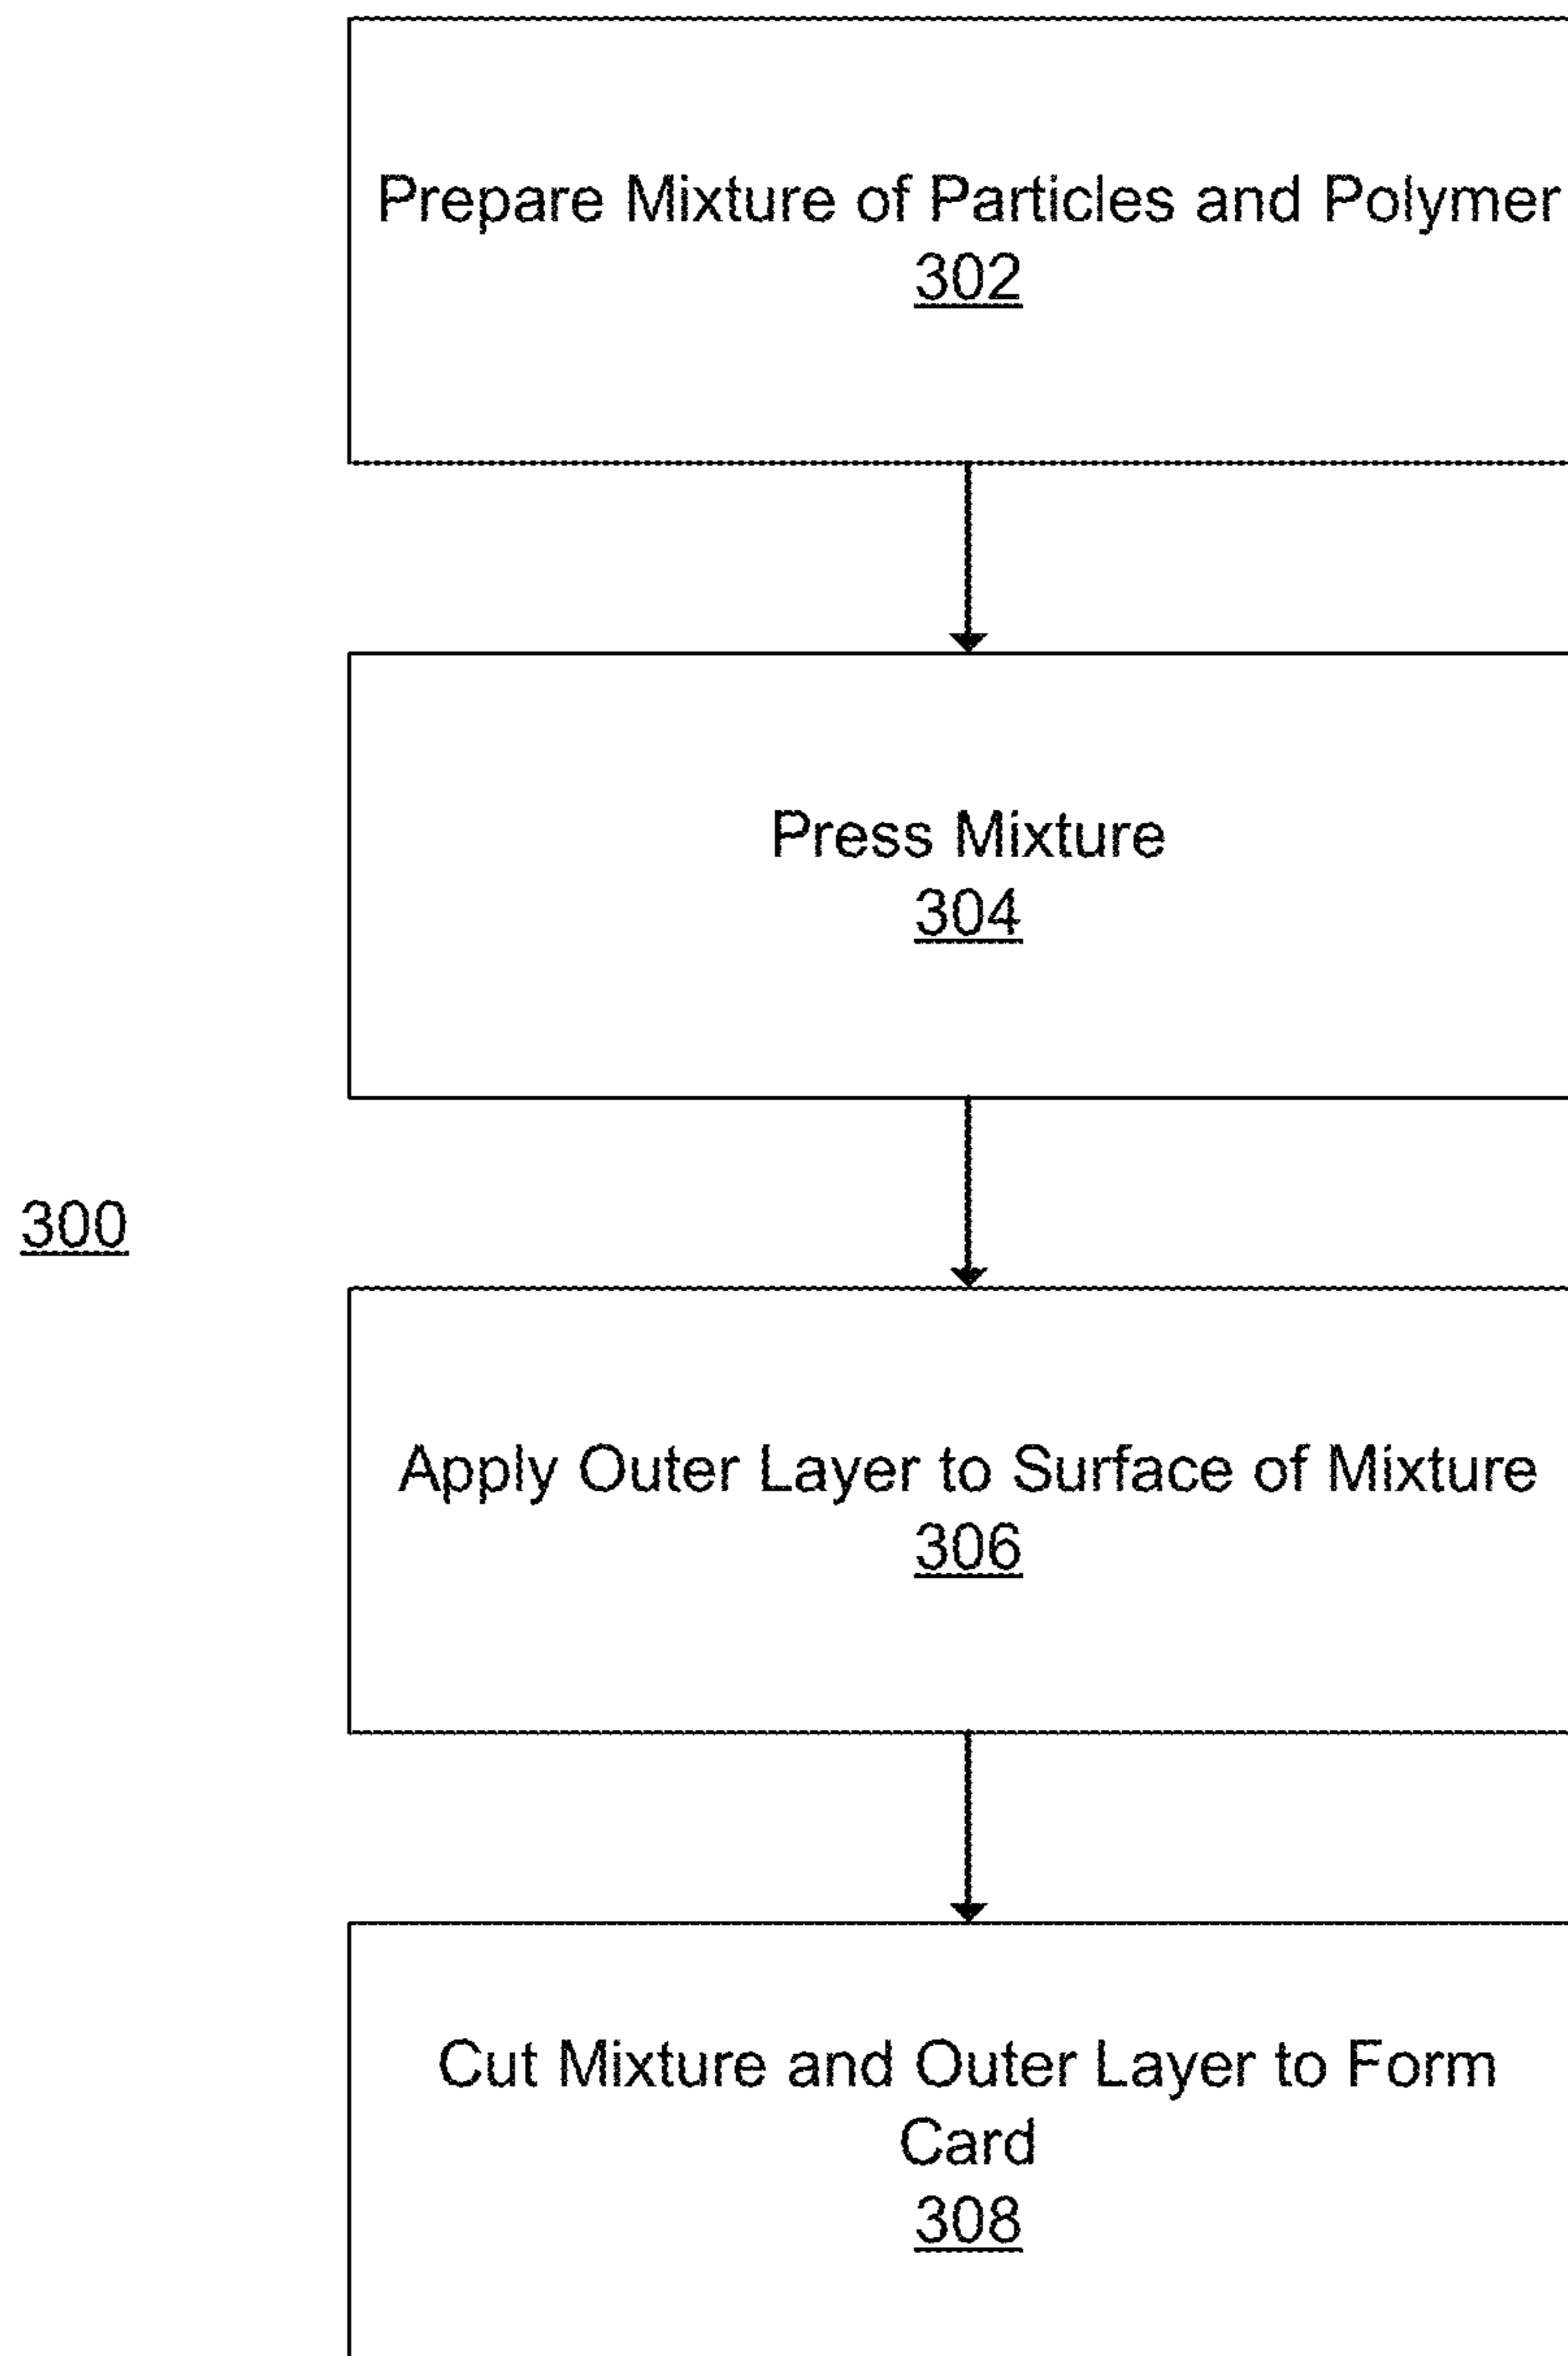 Prepare Mixture of Particles and Polymer
302
Press Mixture
304
300
Apply Outer Layer to Surface of Mixture
306
Cut Mixture and Outer Layer to Form
Card
308